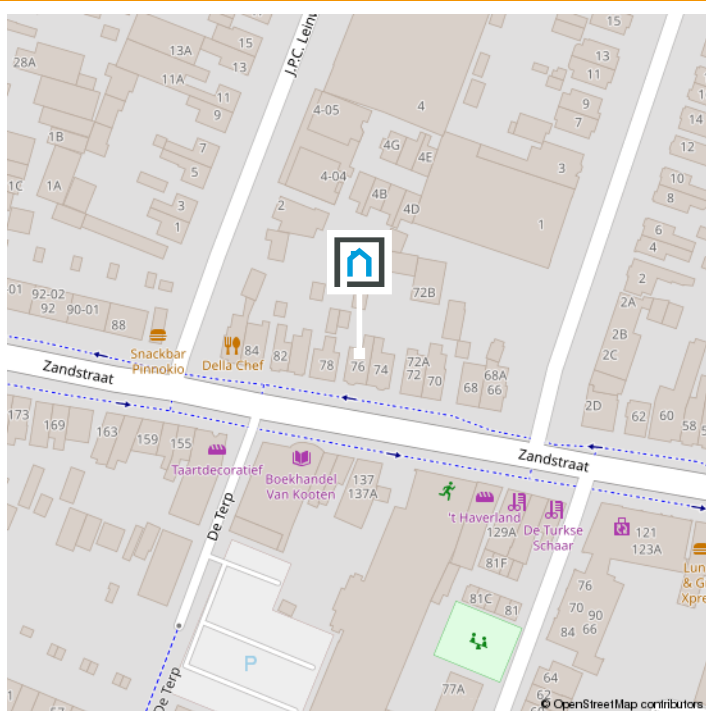 J.P.C. Leinw
15
13A
13
28A
11A
11
9
1B
7
5
1C
1A
3
1
4-05
4
4G
4E
4-04
4B
4D
2
13
11
15
9
7
3
1
14
12
10
8
6
4
2
2A
2B
2C
2D
-01
92-02
92
90-01
88
Snackbar
Pinnokio
Della Chef
84
82
78
76
74
72B
72A
72
70
68
68A
66
62
60
58
Zandstraat
Zandstraat
173
169
163
159
155
Taartdecoratief
Boekhandel
Van Kooten
137
137A
De Terp
't Haverland
129A
De Turkse
Schaar
121
123A
Lun
& G
Xpre
81F
81C
81
76
70
90
84
66
77A
64
62
P
De Terp
© OpenStreetMap contributors